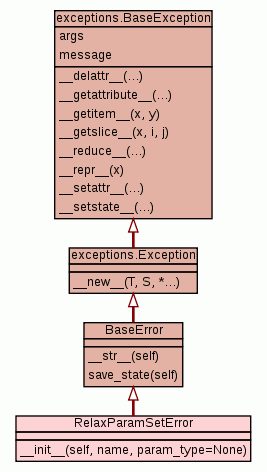 exceptions.BaseException
args
message
__delattr__(...)
__getattribute__(...)
__getitem__(x, y)
__getslice__(x, i, j)
__reduce__(...)
__repr__(x)
__setattr__(...)
__setstate__(...)
exceptions.Exception
__new__(T, S, *...)
BaseError
__str__(self)
save_state(self)
RelaxParamSetError
__init__(self, name, param_type=None)